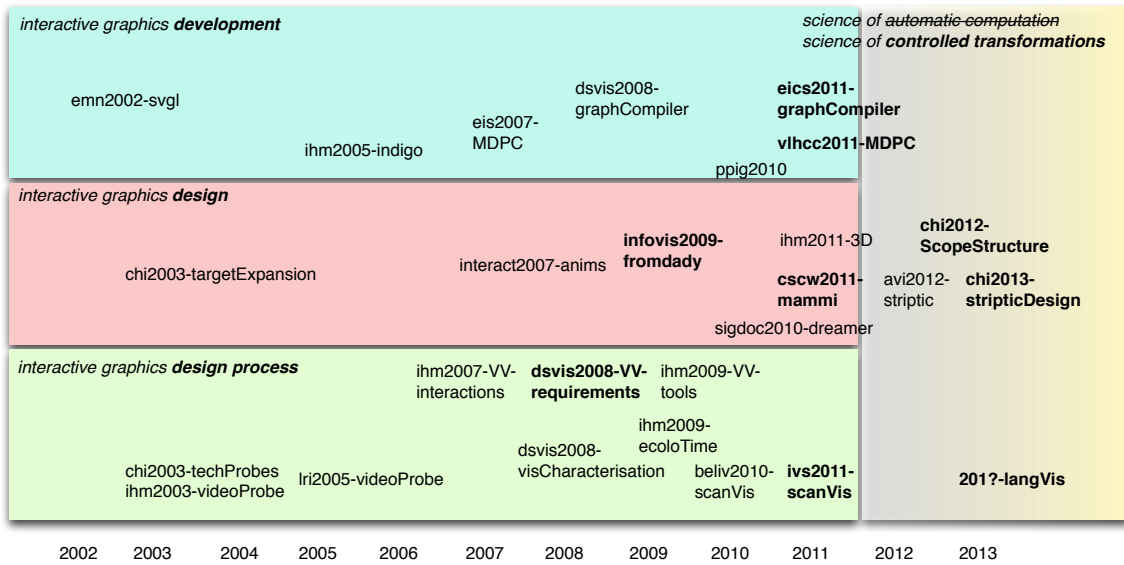 interactive graphics development
science of automatic computation
science of controlled transformations
emn2002-svgl
dsvis2008-
graphCompiler
eics2011-
graphCompiler
eis2007-
MDPC
vlhcc2011-MDPC
ihm2005-indigo
ppig2010
interactive graphics design
infovis2009-
fromdady
ihm2011-3D
chi2012-
ScopeStructure
chi2003-targetExpansion
interact2007-anims
cscw2011-
mammi
avi2012-
striptic
chi2013-
stripticDesign
sigdoc2010-dreamer
interactive graphics design process
ihm2007-VV-
interactions
dsvis2008-VV-
requirements
ihm2009-VV-
tools
ihm2009-
ecoloTime
dsvis2008-
visCharacterisation
chi2003-techProbes
ihm2003-videoProbe
lri2005-videoProbe
beliv2010-
scanVis
ivs2011-
scanVis
201?-langVis
2002 2003 2004 2005 2006 2007 2008 2009 2010 2011 2012 2013